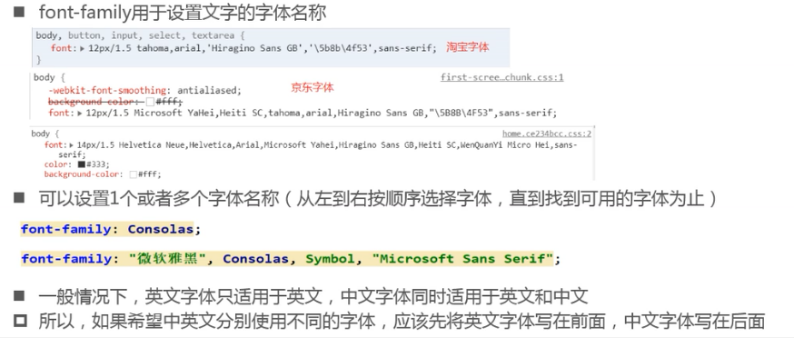 ■ font-family用于设置文字的字体名称
body, button, input, select, textarea {
font: 12px/1.5 tahoma,arial,'Hiragino Sans GB','\5b8b\4f53',sans-serif; 淘宝字体
}
body { first-scree…chunk.css:1
-webkit-font-smoothing: antialiased; 京东字体
background-color: #fff;
font: 12px/1.5 Microsoft YaHei,Heiti SC,tahoma,arial,Hiragino Sans GB,"\5B8B\4F53",sans-serif;
body { home.ce234bcc.css:2
font: 14px/1.5 Helvetica Neue,Helvetica,Arial,Microsoft Yahei,Hiragino Sans GB,Heiti SC,WenQuanYi Micro Hei,sans-
serif;
color: #333;
background-color: #fff;
■ 可以设置1个或者多个字体名称（从左到右按顺序选择字体，直到找到可用的字体为止）
font-family: Consolas;
font-family: "微软雅黑", Consolas, Symbol, "Microsoft Sans Serif";
■ 一般情况下，英文字体只适用于英文，中文字体同时适用于英文和中文
所以，如果希望中英文分别使用不同的字体，应该先将英文字体写在前面，中文字体写在后面